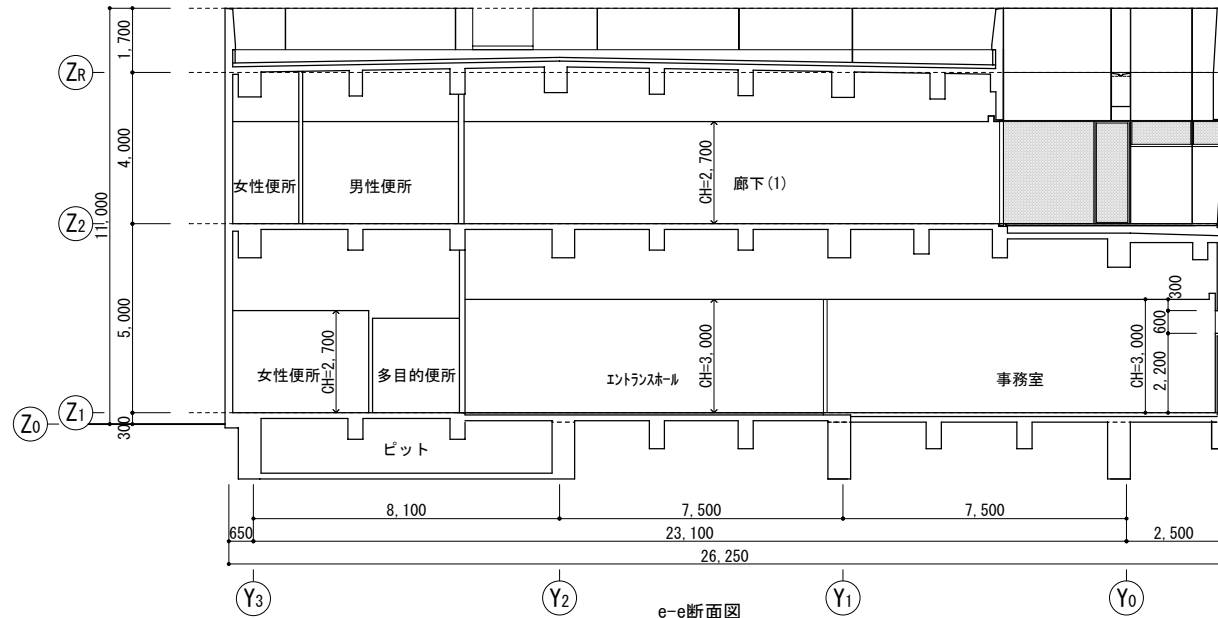 1,700
ZR
4,000
11,000
Z2
5,000
Z1
Z0
300
女性便所
男性便所
CH=2,700
廊下(1)
女性便所
CH=2,700
多目的便所
エントランスホール
CH=3,000
事務室
CH=3,000
300
600
2,200
ピット
8,100
7,500
7,500
650
23,100
2,500
26,250
Y3
Y2
Y1
Y0
e-e断面図